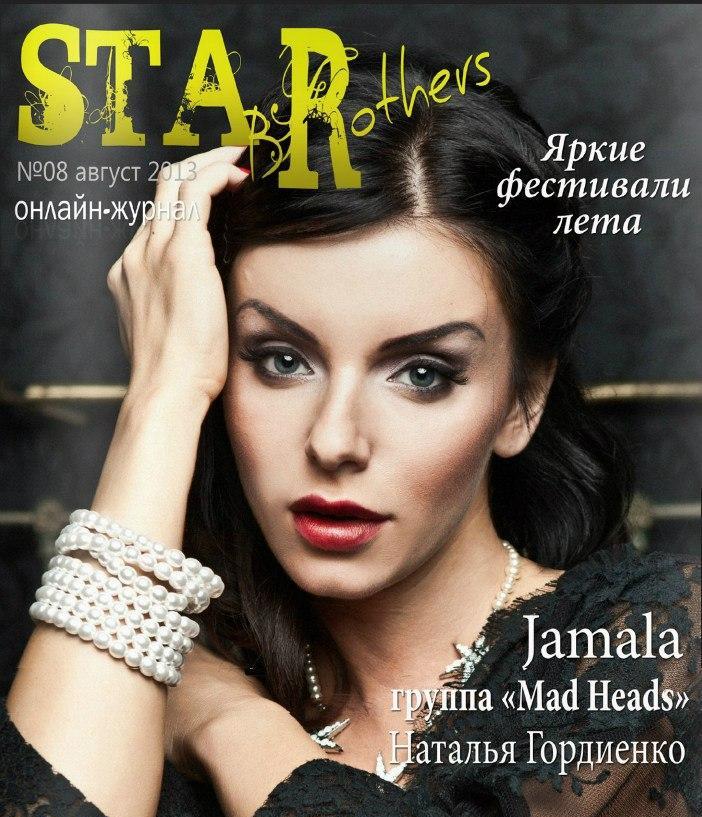 STAR
BRothers
№08 август 2013
онлайн-журнал
Яркие
фестивали
лета
Jamala
группа «Mad Heads»
Наталья Гордиенко